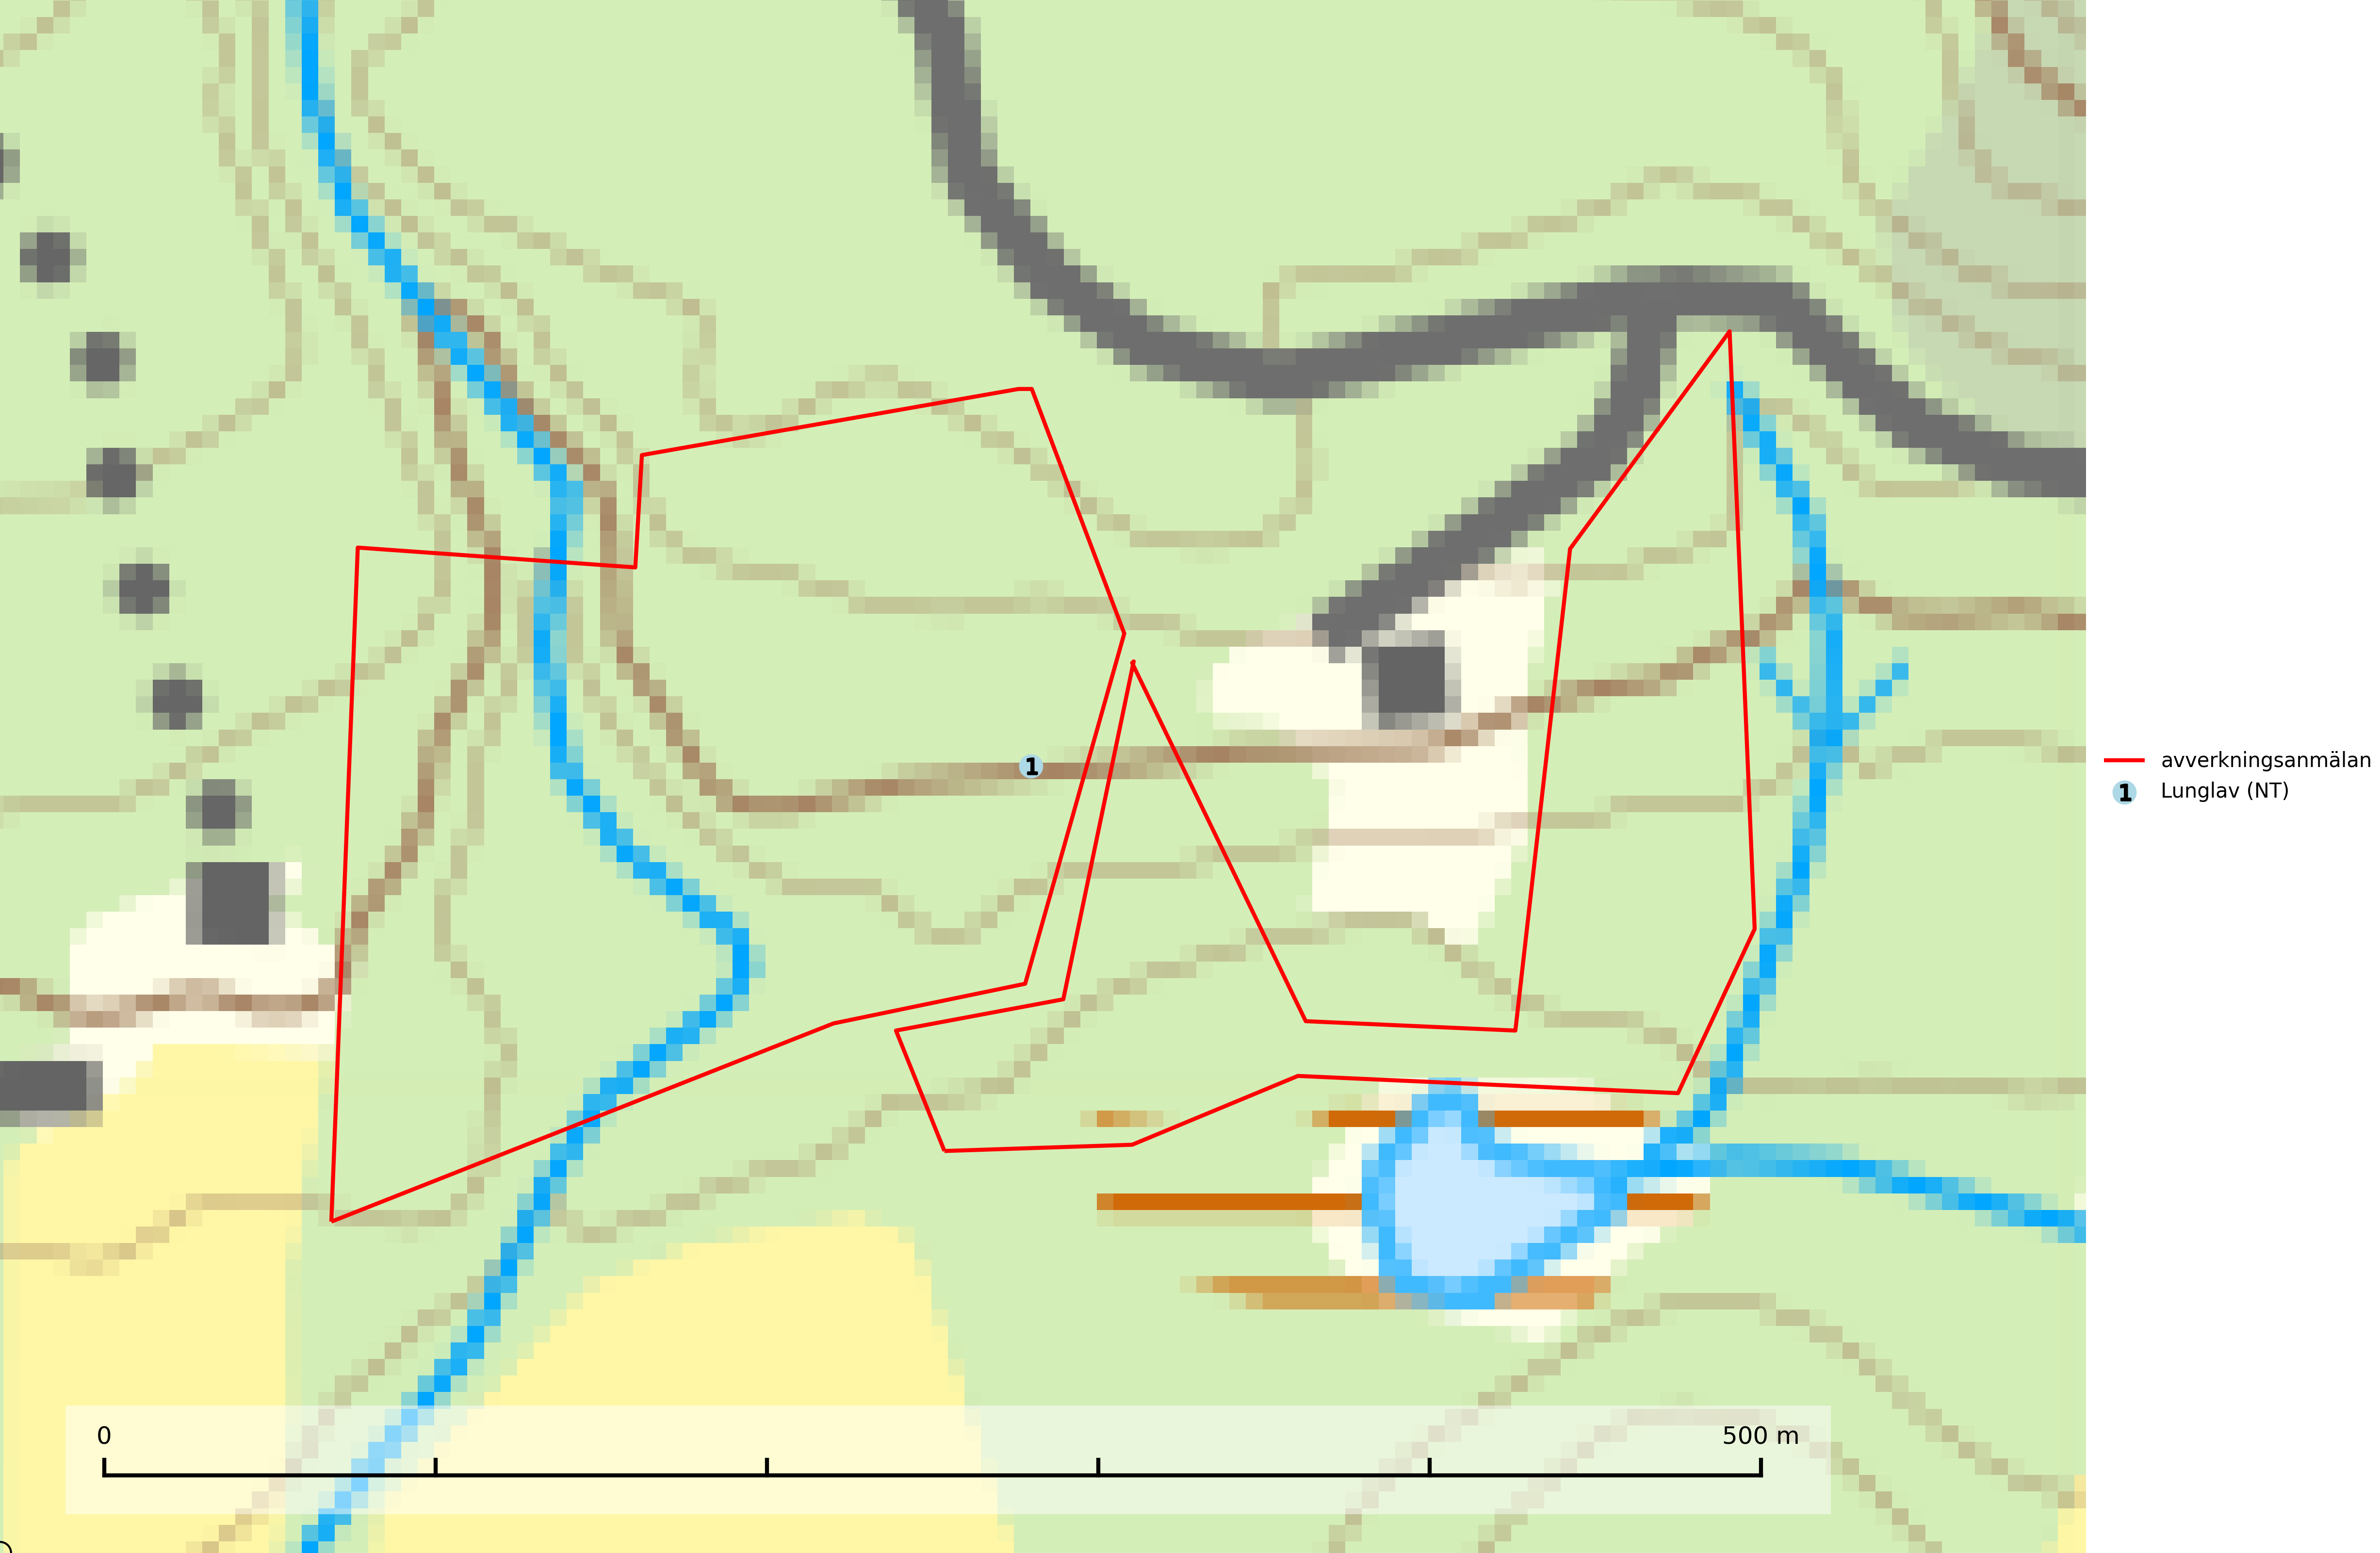 1
avverkningsanmälan
1 Lunglav (NT)
0 500 m